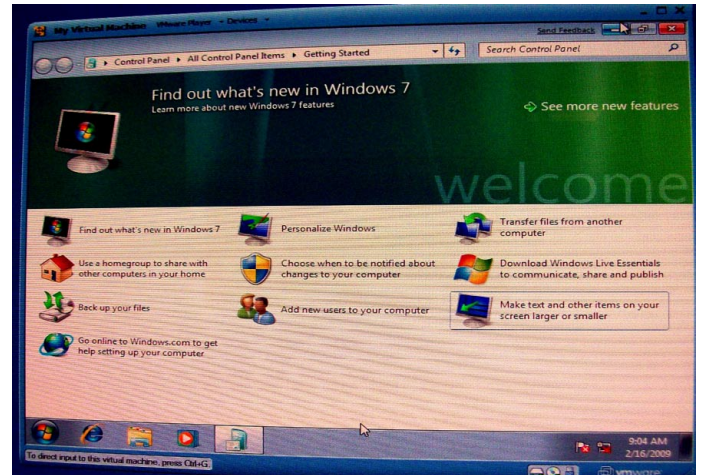 My Virtual Machine VMware Player - Devices
Send Feedback
Control Panel All Control Panel Items Getting Started
Search Control Panel
Find out what's new in Windows 7
Learn more about new Windows 7 features
See more new features
welcome
Find out what's new in Windows 7
Personalize Windows
Transfer files from another
computer
Use a homegroup to share with
other computers in your home
Choose when to be notified about
changes to your computer
Download Windows Live Essentials
to communicate, share and publish
Back up your files
Add new users to your computer
Make text and other items on your
screen larger or smaller
Go online to Windows.com to get
help setting up your computer
9:04 AM
2/16/2009
To direct input to this virtual machine, press Ctrl+G.
vmware